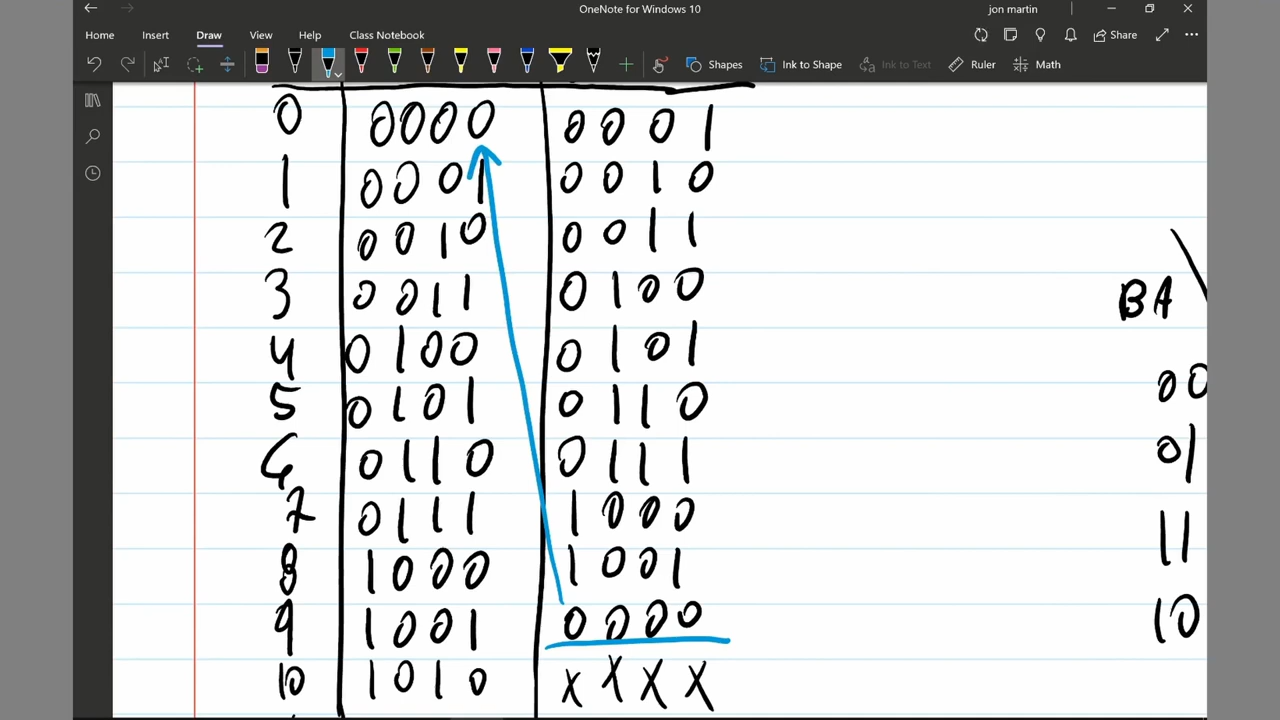 OneNote for Windows 10
jon martin
Home Insert Draw View Help Class Notebook
Share
Shapes Ink to Shape Ink to Text Ruler Math
0 0000 0001
1 0001 0010
2 0010 0011
3 0011 0100
4 0100 0101
5 0101 0110
6 0110 0111
7 0111 1000
8 1000 1001
9 1001 0000
10 1010 XXXX
BA
00
01
11
10